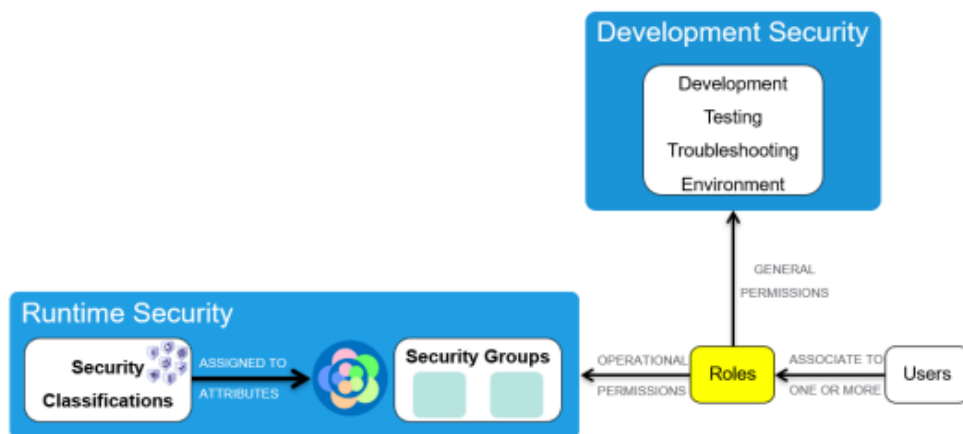 Development Security
Development
Testing
Troubleshooting
Environment
GENERAL
PERMISSIONS
Runtime Security
Security
Classifications
ASSIGNED TO
ATTRIBUTES
Security Groups
OPERATIONAL
PERMISSIONS
Roles
ASSOCIATE TO
ONE OR MORE
Users